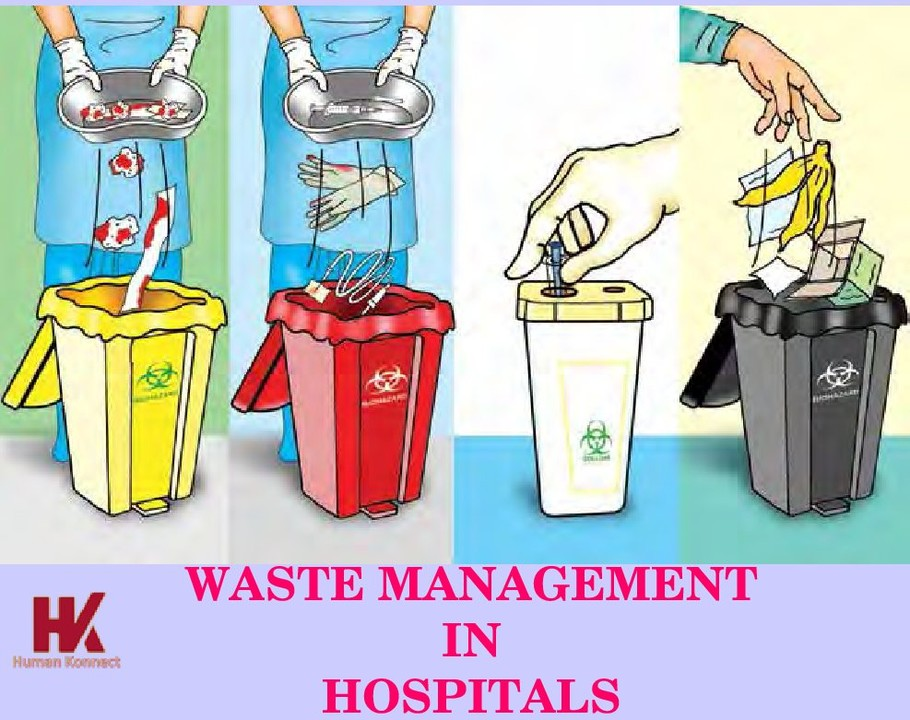 BIOHAZARD
BIOHAZARD
BIOHAZARD
WASTE MANAGEMENT
IN
HOSPITALS
HK
Human Konnect